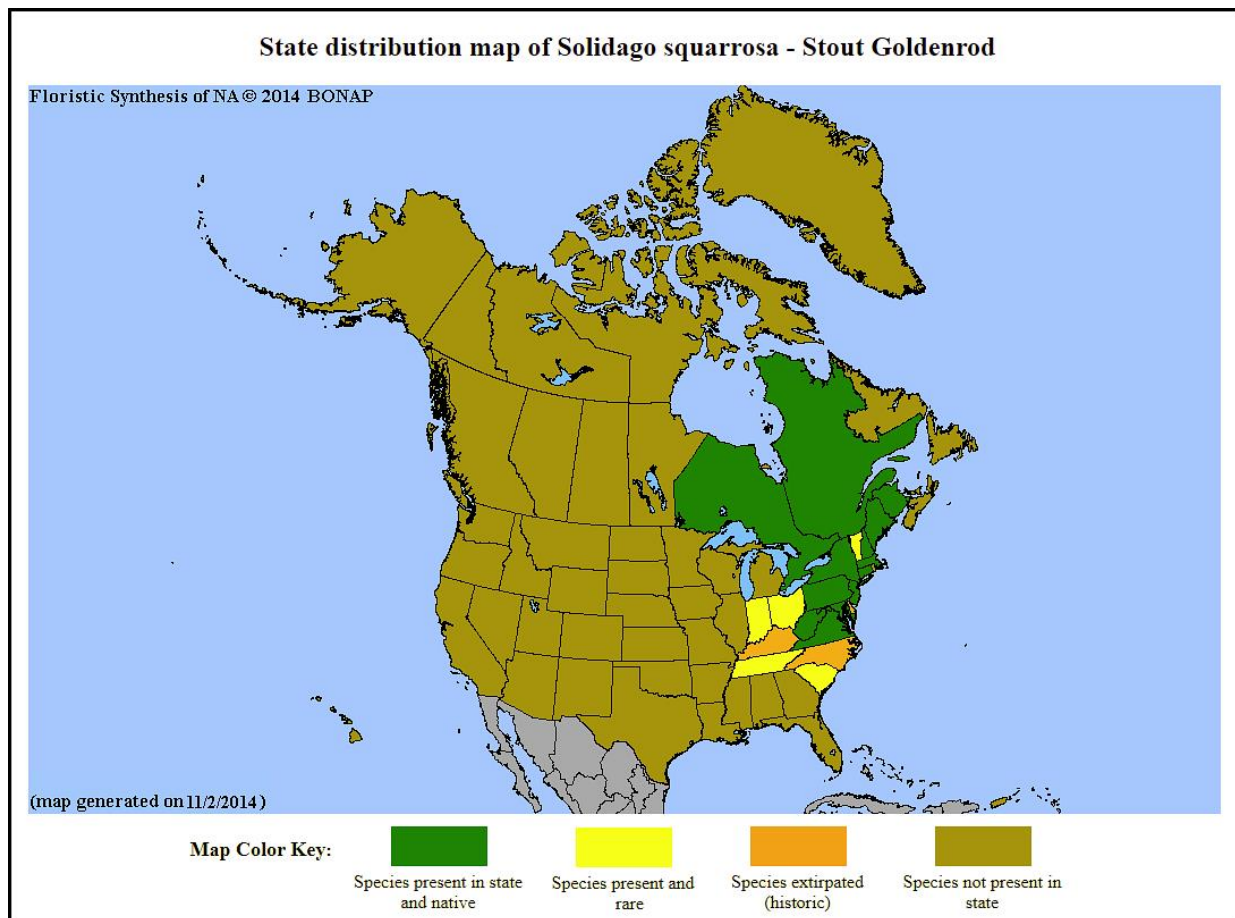 State distribution map of Solidago squarrosa - Stout Goldenrod
Floristic Synthesis of NA © 2014 BONAP
(map generated on 11/2/2014)
Map Color Key:
Species present in state
and native
Species present and
rare
Species extirpated
(historic)
Species not present in
state